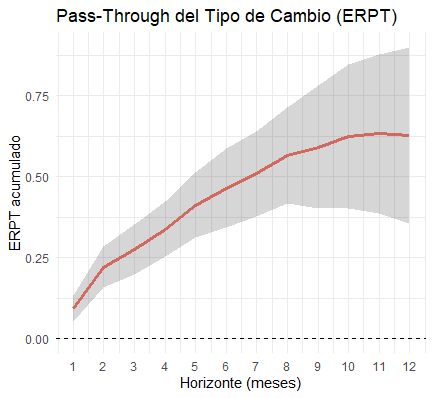 Pass-Through del Tipo de Cambio (ERPT)
ERPT acumulado
0.75
0.50
0.25
0.00
1 2 3 4 5 6 7 8 9 10 11 12
Horizonte (meses)